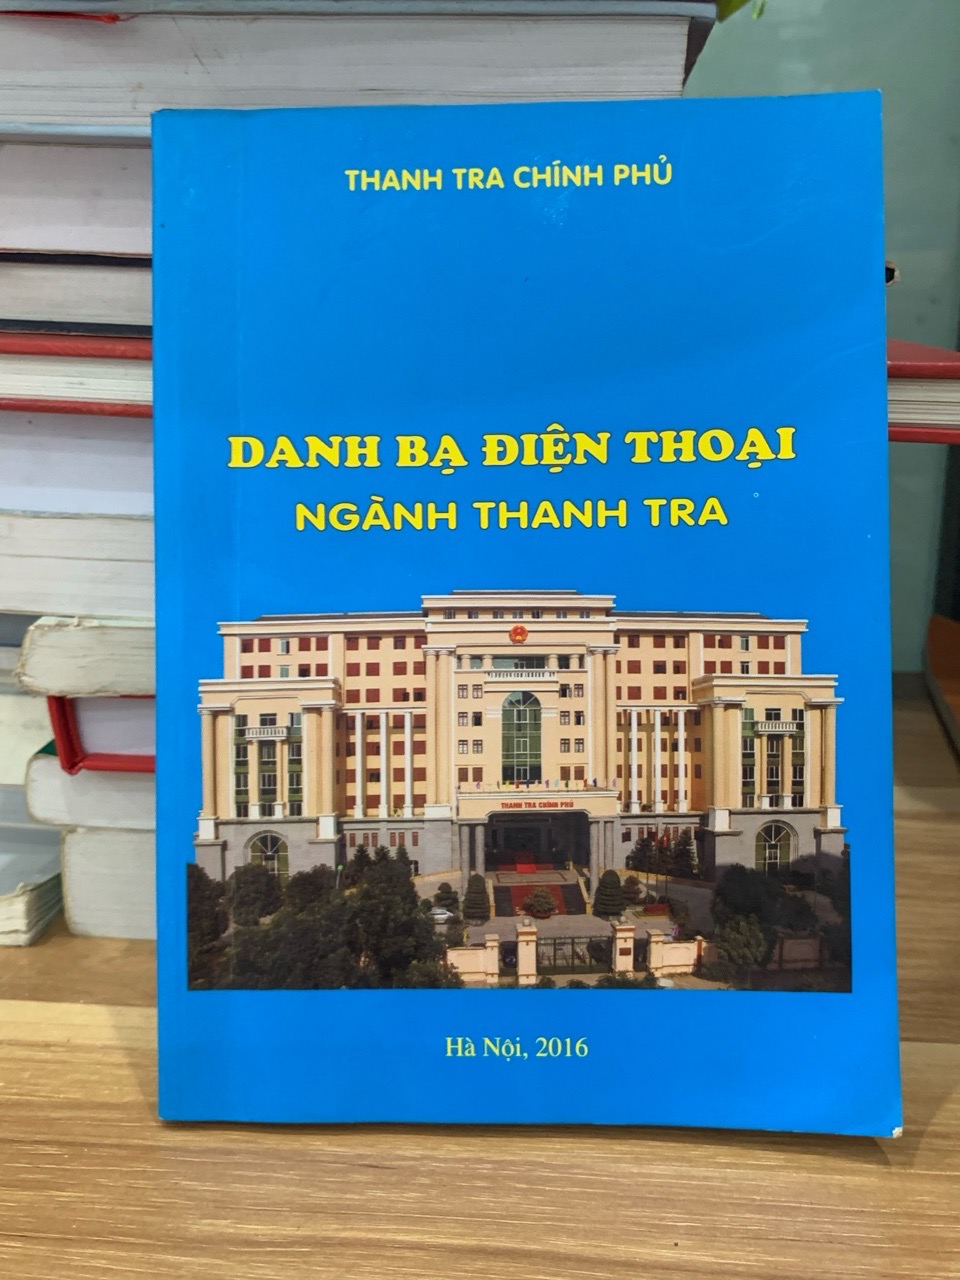 THANH TRA CHÍNH PHỦ
DANH BẠ ĐIỆN THOẠI
NGÀNH THANH TRA
THANH TRA CHÍNH PHỦ
Hà Nội, 2016